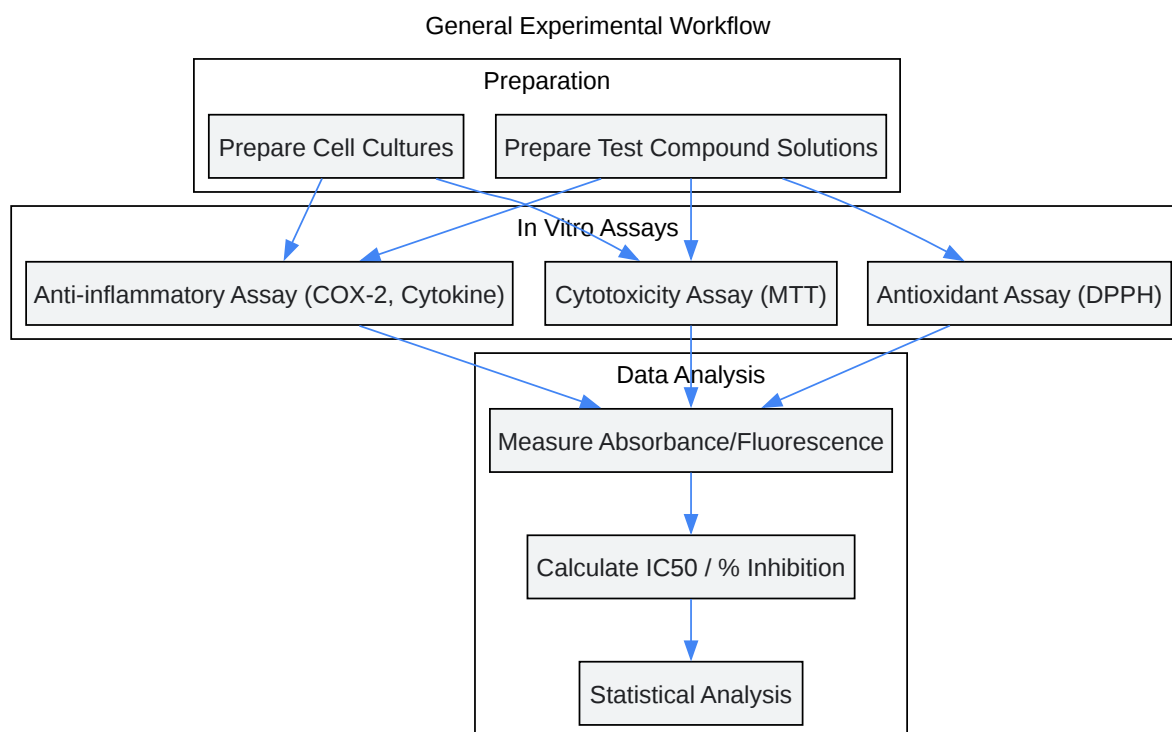 General Experimental Workflow
Preparation
Prepare Cell Cultures
Prepare Test Compound Solutions
In Vitro Assays
Anti-inflammatory Assay (COX-2, Cytokine)
Cytotoxicity Assay (MTT)
Antioxidant Assay (DPPH)
Data Analysis
Measure Absorbance/Fluorescence
Calculate IC50 / % Inhibition
Statistical Analysis